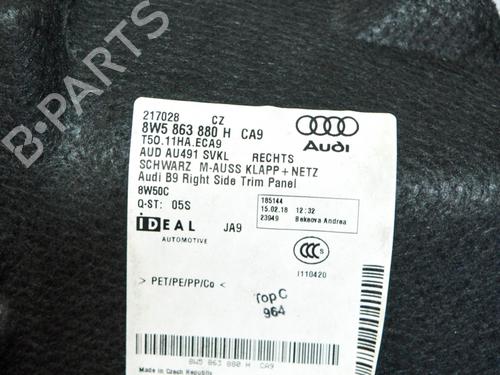 217028 CZ
8W5 863 880 H CA9
T50.11HA.ECA9
AUD AU491 SVKL RECHTS
SCHWARZ M-AUSS KLAPP+NETZ
Audi B9 Right Side Trim Panel
8W50C
Q-ST: 05S
Audi
185144
15.02.18 12:32
23949 Bekeova Andrea
iDEAL JA9
AUTOMOTIVE
CCC S
I110420
> PET/PE/PP/Co <
Top C
964
8W5 863 880 H CA9
Made in Czech Republic
B-Parts